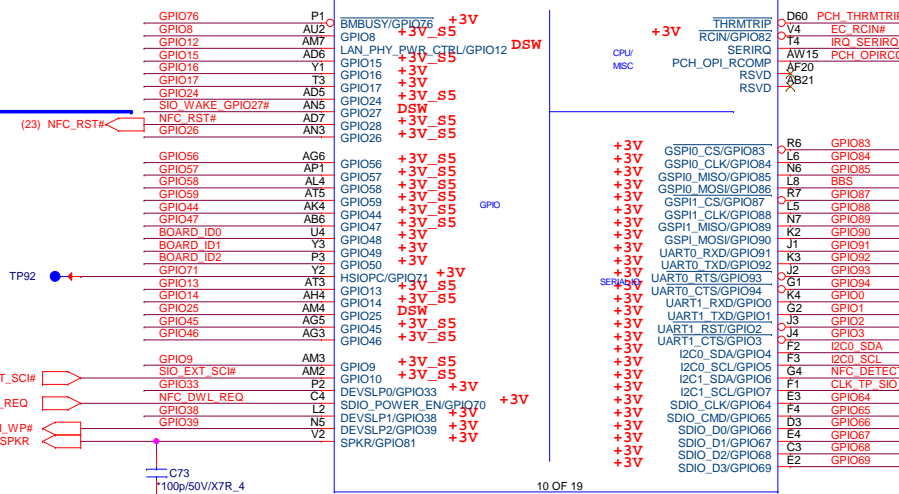 GPIO76 P1 BMBUSY/GPIO76 +3V
GPIO8 AU2 GPIO8 +3V_S5
GPIO12 AM7 LAN_PHY_PWR_CTRL/GPIO12 DSW
GPIO15 AD6 GPIO15 +3V_S5
GPIO16 Y1 GPIO16 +3V
GPIO17 T3 GPIO17 +3V
GPIO24 AD5 GPIO24 +3V_S5
SIO_WAKE_GPIO27# AN5 GPIO27 DSW
(23) NFC_RST# NFC_RST# AD7 GPIO28 +3V_S5
GPIO26 AN3 GPIO26 +3V_S5
GPIO56 AG6 GPIO56 +3V_S5
GPIO57 AP1 GPIO57 +3V_S5
GPIO58 AL4 GPIO58 +3V_S5
GPIO59 AT5 GPIO59 +3V_S5
GPIO44 AK4 GPIO44 +3V_S5
GPIO47 AB6 GPIO47 +3V_S5
BOARD_ID0 U4 GPIO48 +3V
BOARD_ID1 Y3 GPIO49 +3V
BOARD_ID2 P3 GPIO50 +3V
TP92 GPIO71 Y2 HSIOPC/GPIO71 +3V
GPIO13 AT3 GPIO13 +3V_S5
GPIO14 AH4 GPIO14 +3V_S5
GPIO25 AM4 GPIO25 DSW
GPIO45 AG5 GPIO45 +3V_S5
GPIO46 AG3 GPIO46 +3V_S5
GPIO9 AM3 GPIO9 +3V_S5
T_SCI# SIO_EXT_SCI# AM2 GPIO10 +3V_S5
GPIO33 P2 DEVSLP0/GPIO33 +3V
_REQ NFC_DWL_REQ C4 SDIO_POWER_EN/GPIO70 +3V
GPIO38 L2 DEVSLP1/GPIO38 +3V
_WP# GPIO39 N5 DEVSLP2/GPIO39 +3V
SPKR V2 SPKR/GPIO81 +3V
C73
*100p/50V/X7R_4
GPIO
CPU/
MISC
SERIAL IO
+3V THRMTRIP D60 PCH_THRMTRIP
RCIN/GPIO82 V4 EC_RCIN#
SERIRQ T4 IRQ_SERIRQ
PCH_OPI_RCOMP AW15 PCH_OPIRCO
RSVD AF20
RSVD AB21
+3V GSPI0_CS/GPIO83 R6 GPIO83
+3V GSPI0_CLK/GPIO84 L6 GPIO84
+3V GSPI0_MISO/GPIO85 N6 GPIO85
+3V GSPI0_MOSI/GPIO86 L8 BBS
+3V GSPI1_CS/GPIO87 R7 GPIO87
+3V GSPI1_CLK/GPIO88 L5 GPIO88
+3V GSPI1_MISO/GPIO89 N7 GPIO89
+3V GSPI_MOSI/GPIO90 K2 GPIO90
+3V UART0_RXD/GPIO91 J1 GPIO91
+3V UART0_TXD/GPIO92 K3 GPIO92
+3V UART0_RTS/GPIO93 J2 GPIO93
+3V UART0_CTS/GPIO94 G1 GPIO94
+3V UART1_RXD/GPIO0 K4 GPIO0
+3V UART1_TXD/GPIO1 G2 GPIO1
+3V UART1_RST/GPIO2 J3 GPIO2
+3V UART1_CTS/GPIO3 J4 GPIO3
+3V I2C0_SDA/GPIO4 F2 I2C0_SDA
+3V I2C0_SCL/GPIO5 F3 I2C0_SCL
+3V I2C1_SDA/GPIO6 G4 NFC_DETECT
+3V I2C1_SCL/GPIO7 F1 CLK_TP_SIO
+3V SDIO_CLK/GPIO64 E3 GPIO64
+3V SDIO_CMD/GPIO65 F4 GPIO65
+3V SDIO_D0/GPIO66 D3 GPIO66
+3V SDIO_D1/GPIO67 E4 GPIO67
+3V SDIO_D2/GPIO68 C3 GPIO68
+3V SDIO_D3/GPIO69 E2 GPIO69
10 OF 19